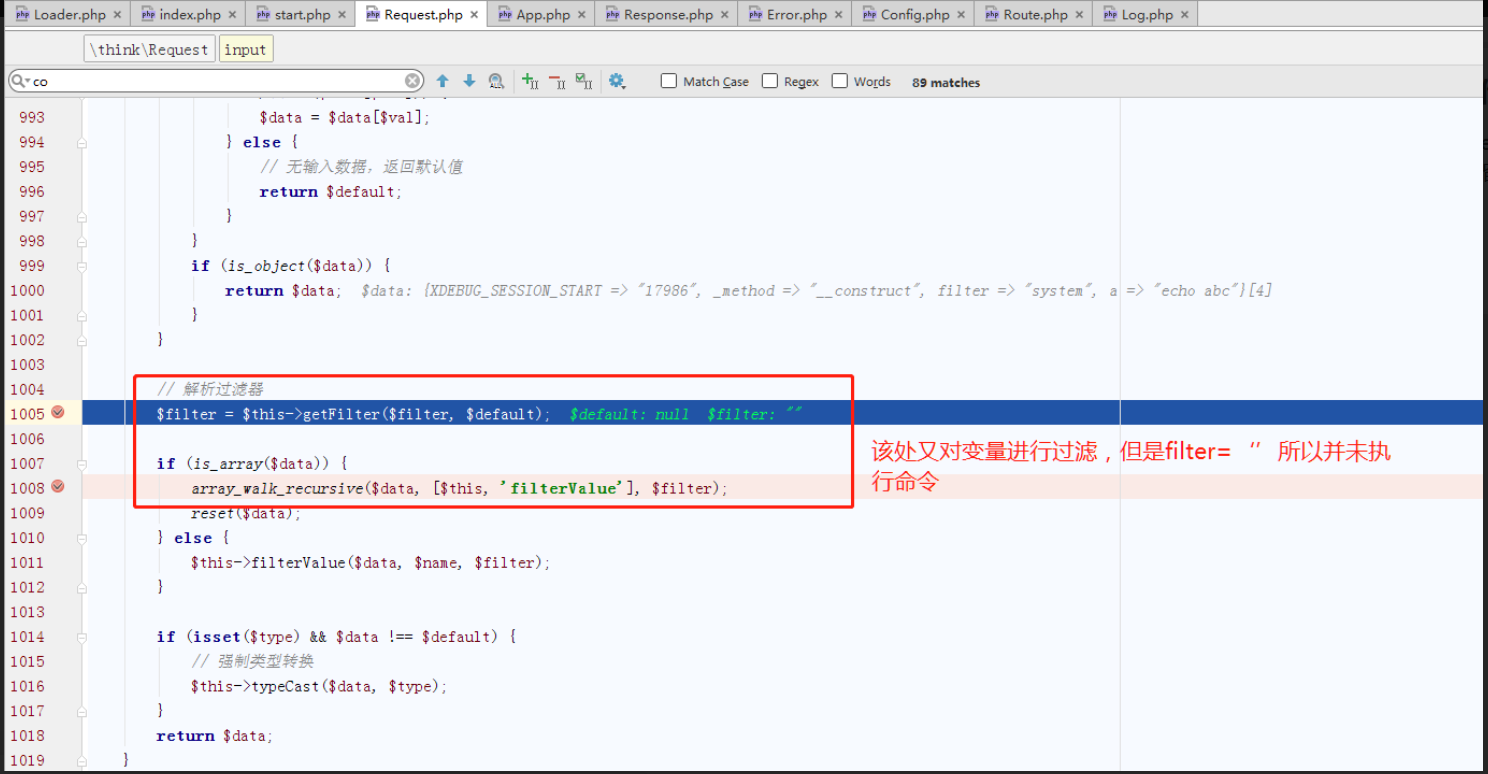 Loader.php × index.php × start.php × Request.php × App.php × Response.php × Error.php × Config.php × Route.php × Log.php ×
\think\Request input
co Match Case Regex Words 89 matches
993 $data = $data[$val];
994 } else {
995 // 无输入数据，返回默认值
996 return $default;
997 }
998 }
999 if (is_object($data)) {
1000 return $data; $data: {XDEBUG_SESSION_START => "17986", _method => "__construct", filter => "system", a => "echo abc"}[4]
1001 }
1002 }
1003
1004 // 解析过滤器
1005 $filter = $this->getFilter($filter, $default); $default: null $filter: ""
1006
1007 if (is_array($data)) {
1008 array_walk_recursive($data, [$this, 'filterValue'], $filter);
1009 reset($data);
1010 } else {
1011 $this->filterValue($data, $name, $filter);
1012 }
1013
1014 if (isset($type) && $data !== $default) {
1015 // 强制类型转换
1016 $this->typeCast($data, $type);
1017 }
1018 return $data;
1019 }
该处又对变量进行过滤，但是filter= “” 所以并未执
行命令